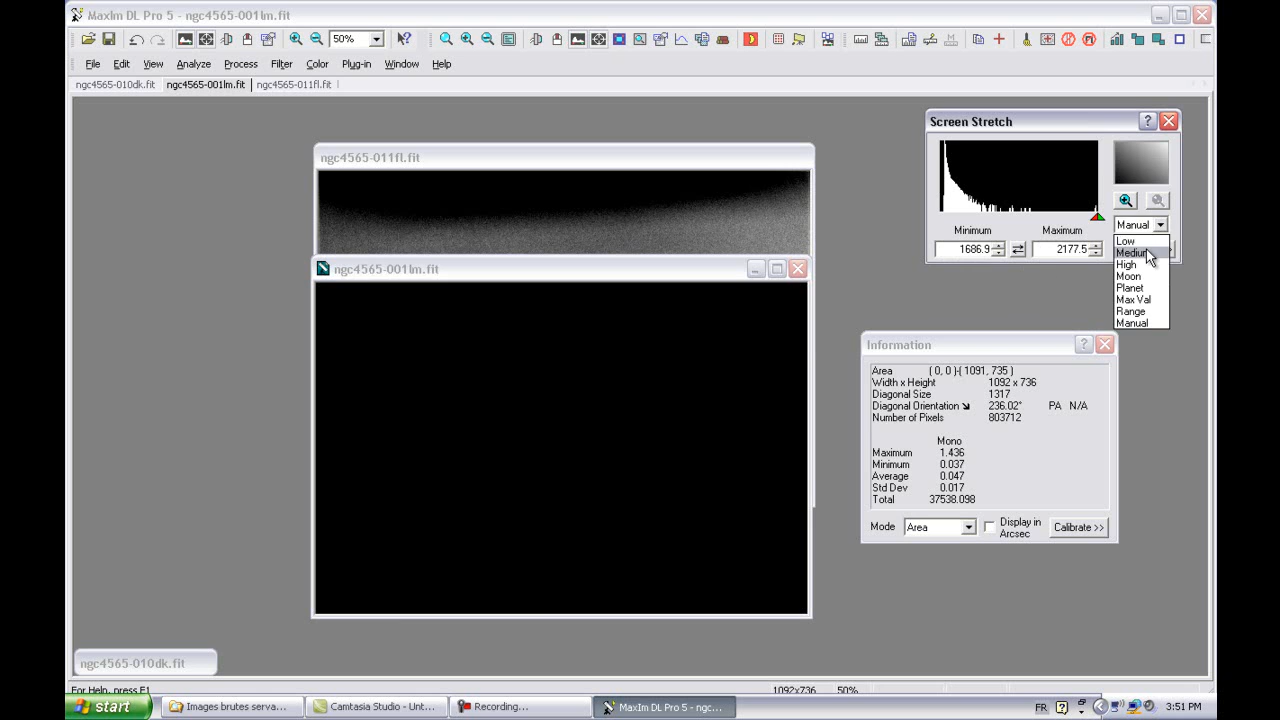 MaxIm DL Pro 5 - ngc4565-001lm.fit
50%
File Edit View Analyze Process Filter Color Plug-in Window Help
ngc4565-010dk.fit ngc4565-001lm.fit ngc4565-011fl.fit
Screen Stretch
ngc4565-011fl.fit
Minimum Maximum Manual
1686.9 2177.5
Low
Medium
High
Moon
Planet
Max Val
Range
Manual
ngc4565-001lm.fit
Information
Area ( 0, 0 )-( 1091, 735 )
Width x Height 1092 x 736
Diagonal Size 1317
Diagonal Orientation 236.02° PA N/A
Number of Pixels 803712
Mono
Maximum 1.436
Minimum 0.037
Average 0.047
Std Dev 0.017
Total 37538.098
Mode Area Display in Arcsec Calibrate >>
ngc4565-010dk.fit
For Help, press F1 1092x736 50%
start Images brutes serva... Camtasia Studio - Unt... Recording... MaxIm DL Pro 5 - ngc... FR 3:51 PM